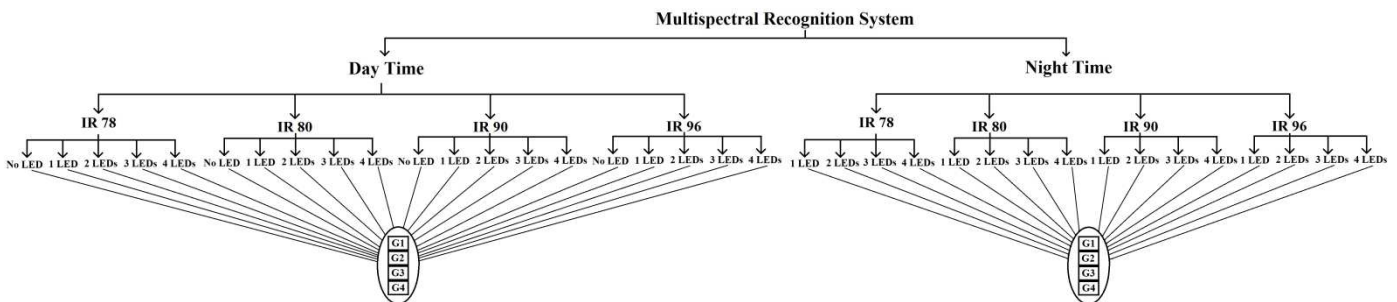 Multispectral Recognition System
Day Time Night Time
IR 78 IR 80 IR 90 IR 96 IR 78 IR 80 IR 90 IR 96
No LED 1 LED 2 LEDs 3 LEDs 4 LEDs No LED 1 LED 2 LEDs 3 LEDs 4 LEDs No LED 1 LED 2 LEDs 3 LEDs 4 LEDs No LED 1 LED 2 LEDs 3 LEDs 4 LEDs 1 LED 2 LEDs 3 LEDs 4 LEDs 1 LED 2 LEDs 3 LEDs 4 LEDs 1 LED 2 LEDs 3 LEDs 4 LEDs 1 LED 2 LEDs 3 LEDs 4 LEDs
G1 G1
G2 G2
G3 G3
G4 G4